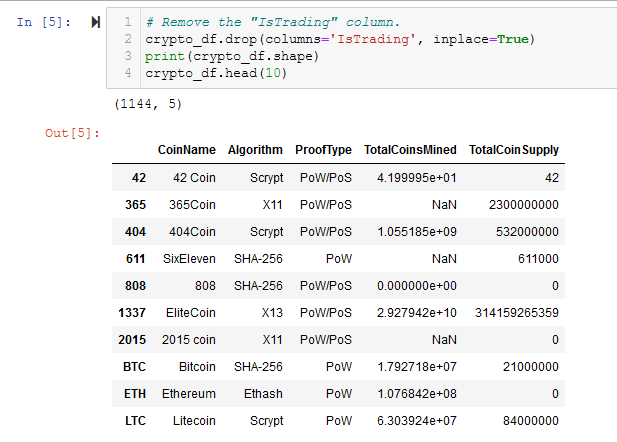 In [5]:
1 # Remove the "IsTrading" column.
2 crypto_df.drop(columns='IsTrading', inplace=True)
3 print(crypto_df.shape)
4 crypto_df.head(10)
(1144, 5)
Out[5]:
CoinName Algorithm ProofType TotalCoinsMined TotalCoinSupply
42 42 Coin Scrypt PoW/PoS 4.199995e+01 42
365 365Coin X11 PoW/PoS NaN 2300000000
404 404Coin Scrypt PoW/PoS 1.055185e+09 532000000
611 SixEleven SHA-256 PoW NaN 611000
808 808 SHA-256 PoW/PoS 0.000000e+00 0
1337 EliteCoin X13 PoW/PoS 2.927942e+10 314159265359
2015 2015 coin X11 PoW/PoS NaN 0
BTC Bitcoin SHA-256 PoW 1.792718e+07 21000000
ETH Ethereum Ethash PoW 1.076842e+08 0
LTC Litecoin Scrypt PoW 6.303924e+07 84000000